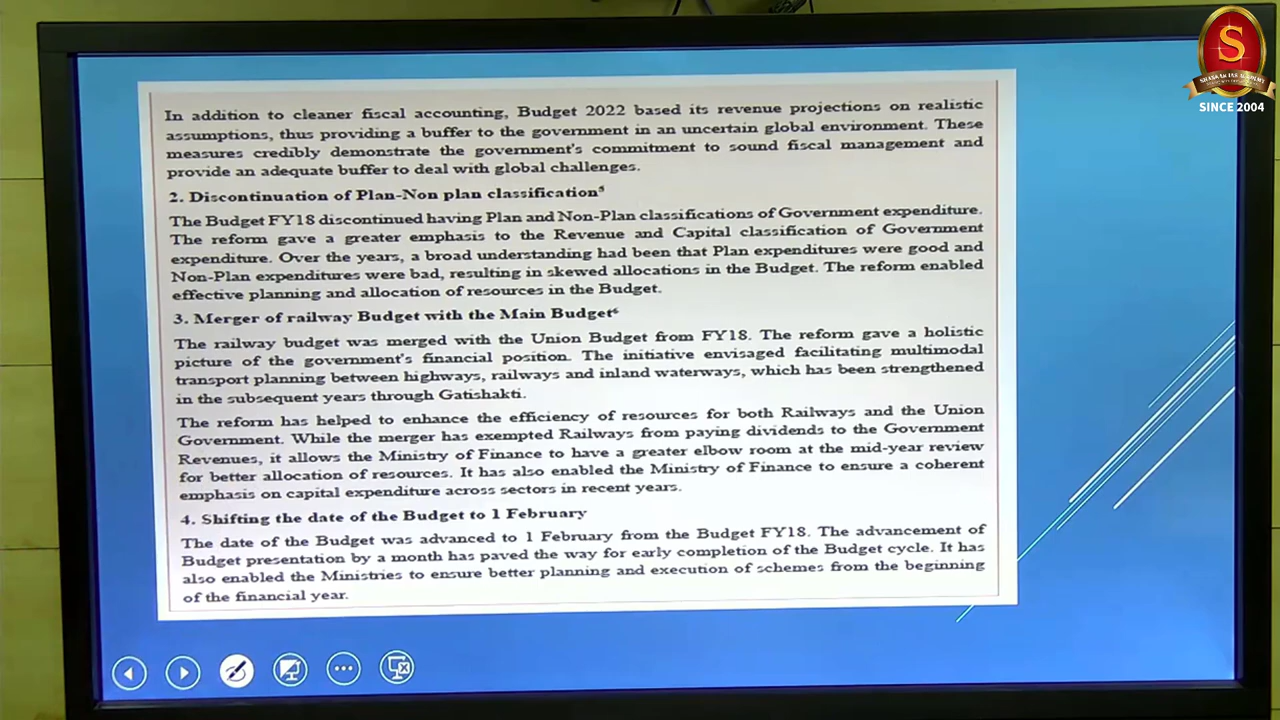 In addition to cleaner fiscal accounting, Budget 2022 based its revenue projections on realistic
assumptions, thus providing a buffer to the government in an uncertain global environment. These
measures credibly demonstrate the government's commitment to sound fiscal management and
provide an adequate buffer to deal with global challenges.
2. Discontinuation of Plan-Non plan classification⁵
The Budget FY18 discontinued having Plan and Non-Plan classifications of Government expenditure.
The reform gave a greater emphasis to the Revenue and Capital classification of Government
expenditure. Over the years, a broad understanding had been that Plan expenditures were good and
Non-Plan expenditures were bad, resulting in skewed allocations in the Budget. The reform enabled
effective planning and allocation of resources in the Budget.
3. Merger of railway Budget with the Main Budget⁶
The railway budget was merged with the Union Budget from FY18. The reform gave a holistic
picture of the government's financial position. The initiative envisaged facilitating multimodal
transport planning between highways, railways and inland waterways, which has been strengthened
in the subsequent years through Gatishakti.
The reform has helped to enhance the efficiency of resources for both Railways and the Union
Government. While the merger has exempted Railways from paying dividends to the Government
Revenues, it allows the Ministry of Finance to have a greater elbow room at the mid-year review
for better allocation of resources. It has also enabled the Ministry of Finance to ensure a coherent
emphasis on capital expenditure across sectors in recent years.
4. Shifting the date of the Budget to 1 February
The date of the Budget was advanced to 1 February from the Budget FY18. The advancement of
Budget presentation by a month has paved the way for early completion of the Budget cycle. It has
also enabled the Ministries to ensure better planning and execution of schemes from the beginning
of the financial year.
S
SINCE 2004